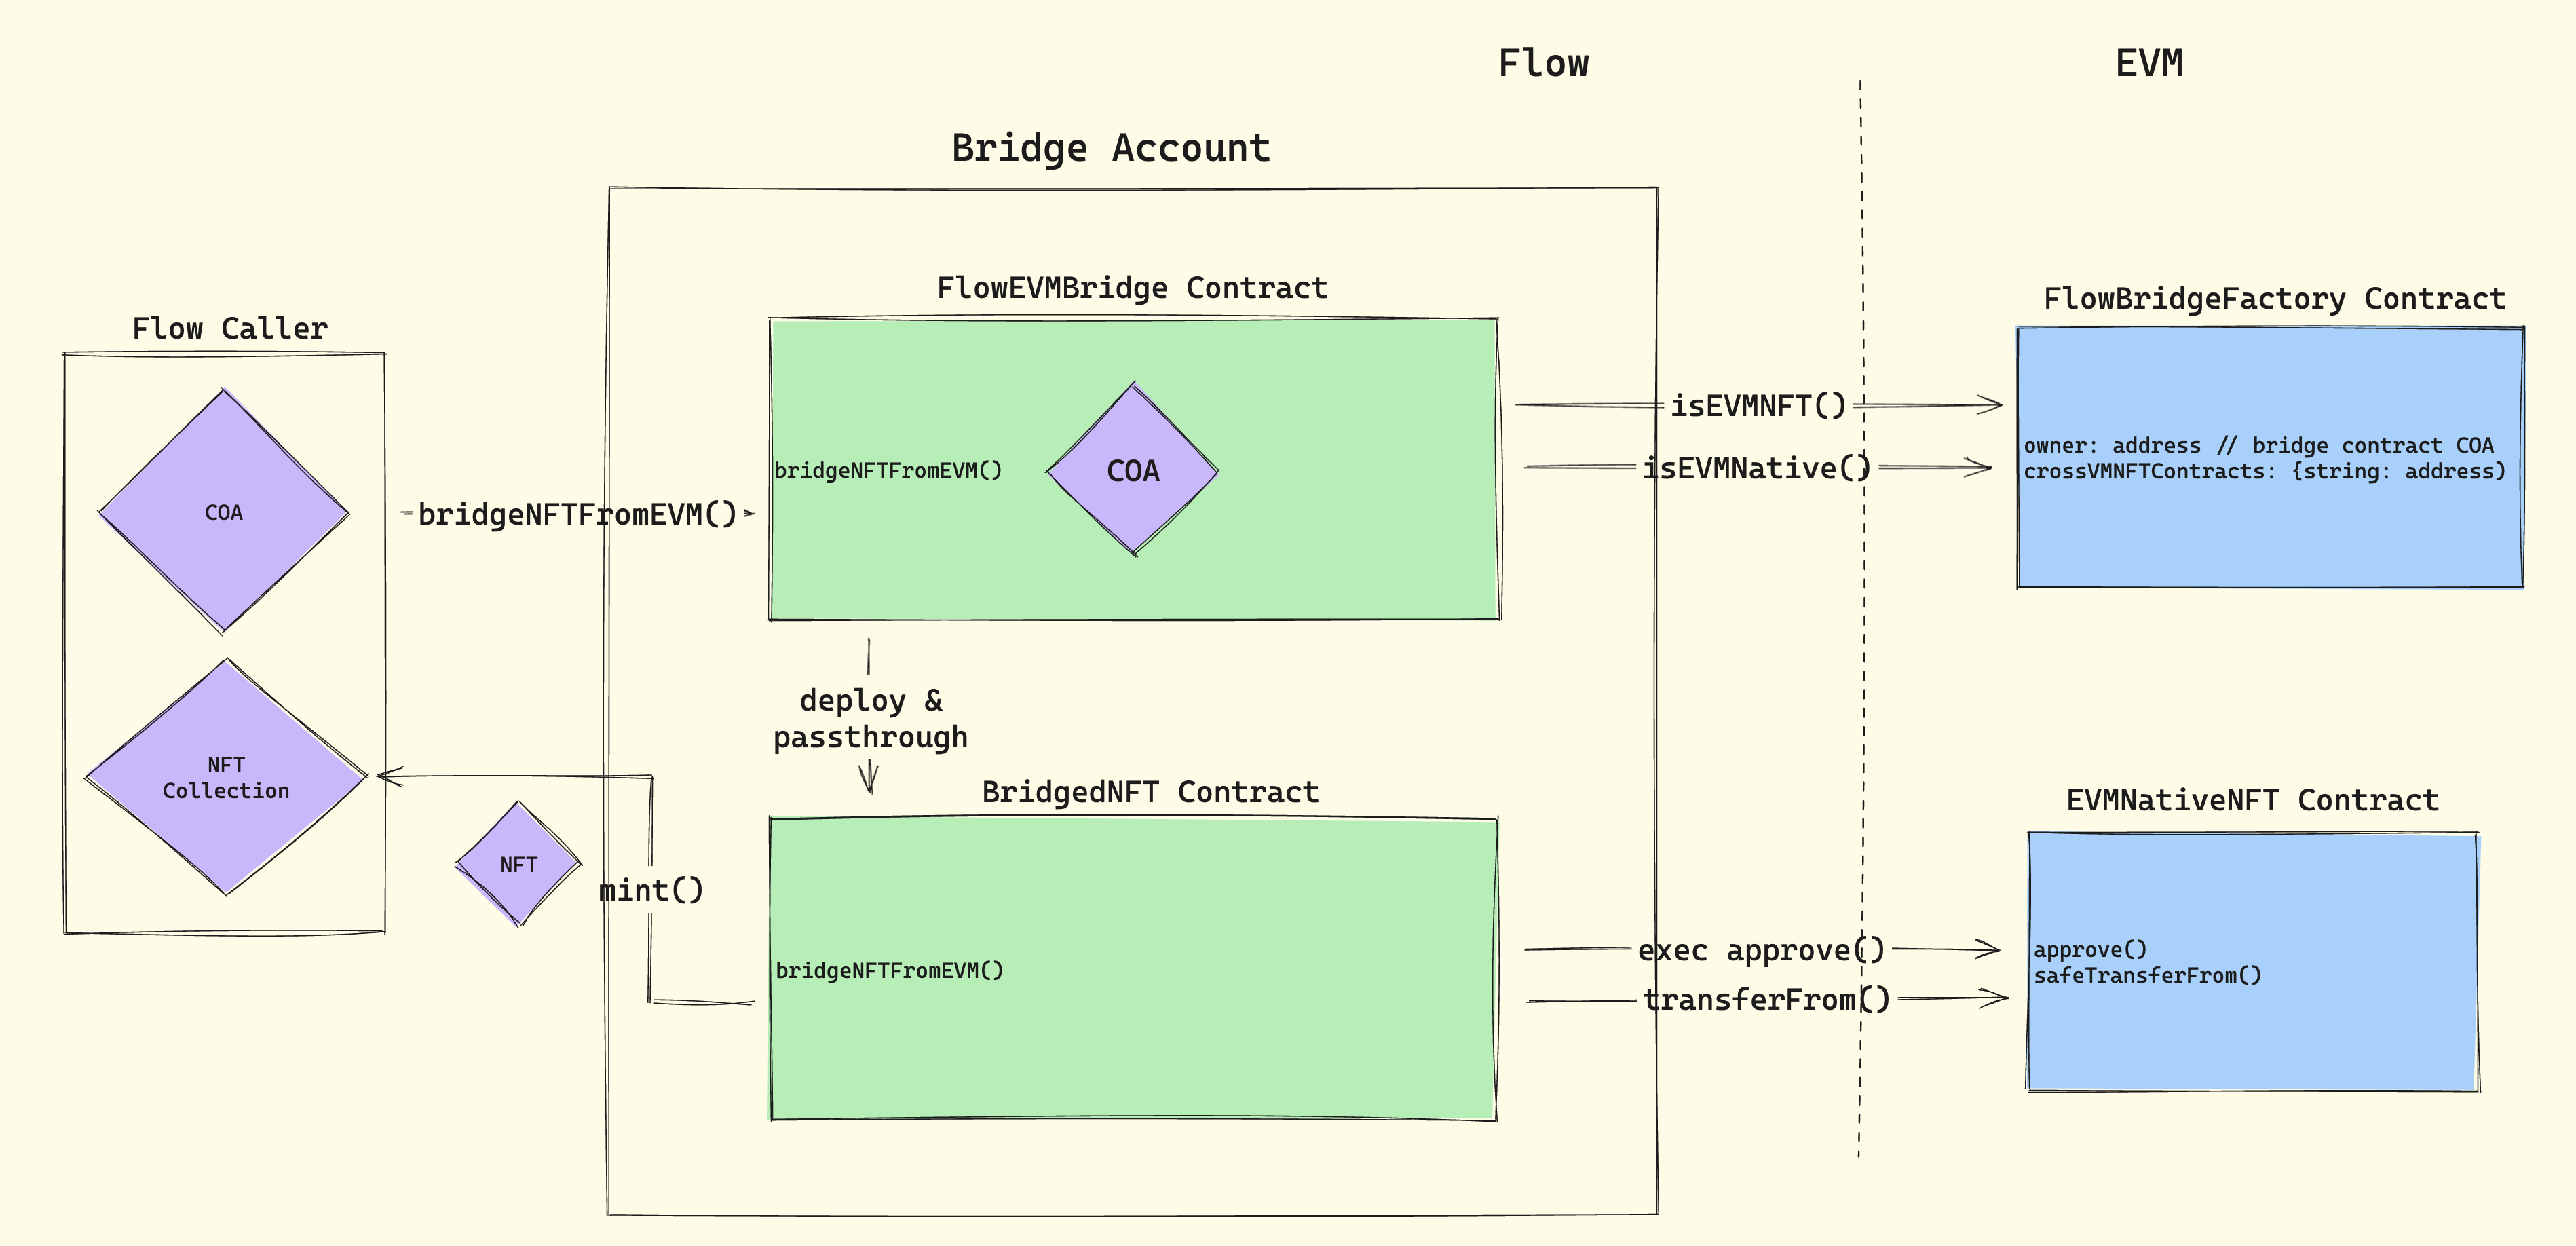 Flow
EVM
Bridge Account
FlowEVMBridge Contract
FlowBridgeFactory Contract
Flow Caller
COA
bridgeNFTFromEVM()
bridgeNFTFromEVM()
COA
isEVMNFT()
isEVMNative()
owner: address // bridge contract COA
crossVMNFTContracts: {string: address)
deploy &
passthrough
NFT
Collection
NFT
mint()
BridgedNFT Contract
bridgeNFTFromEVM()
exec approve()
transferFrom()
EVMNativeNFT Contract
approve()
safeTransferFrom()